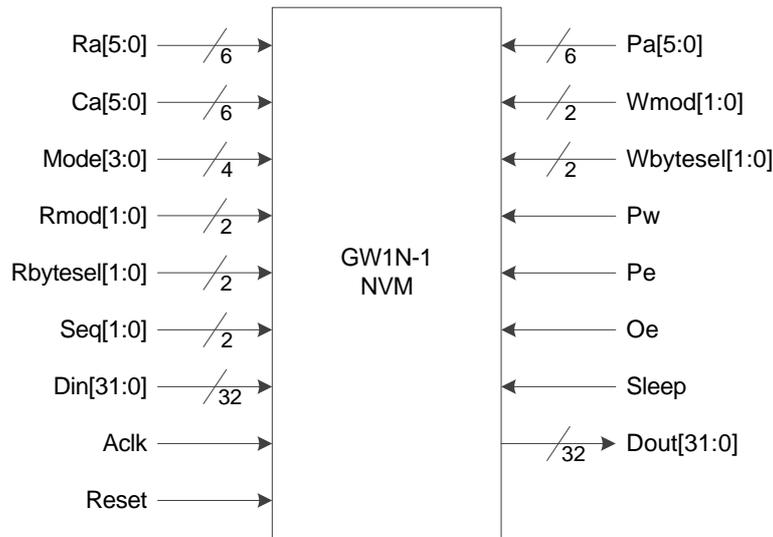 Ra[5:0]
6
Pa[5:0]
6
Ca[5:0]
6
Wmod[1:0]
2
Mode[3:0]
4
Wbytesel[1:0]
2
Rmod[1:0]
2
Pw
Rbytesel[1:0]
2
GW1N-1
NVM
Pe
Seq[1:0]
2
Oe
Din[31:0]
32
Sleep
Aclk
Dout[31:0]
32
Reset